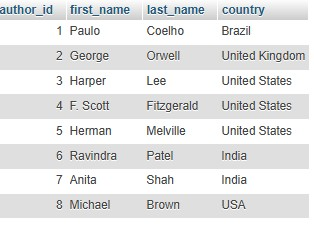 author_id first_name last_name country
1 Paulo Coelho Brazil
2 George Orwell United Kingdom
3 Harper Lee United States
4 F. Scott Fitzgerald United States
5 Herman Melville United States
6 Ravindra Patel India
7 Anita Shah India
8 Michael Brown USA